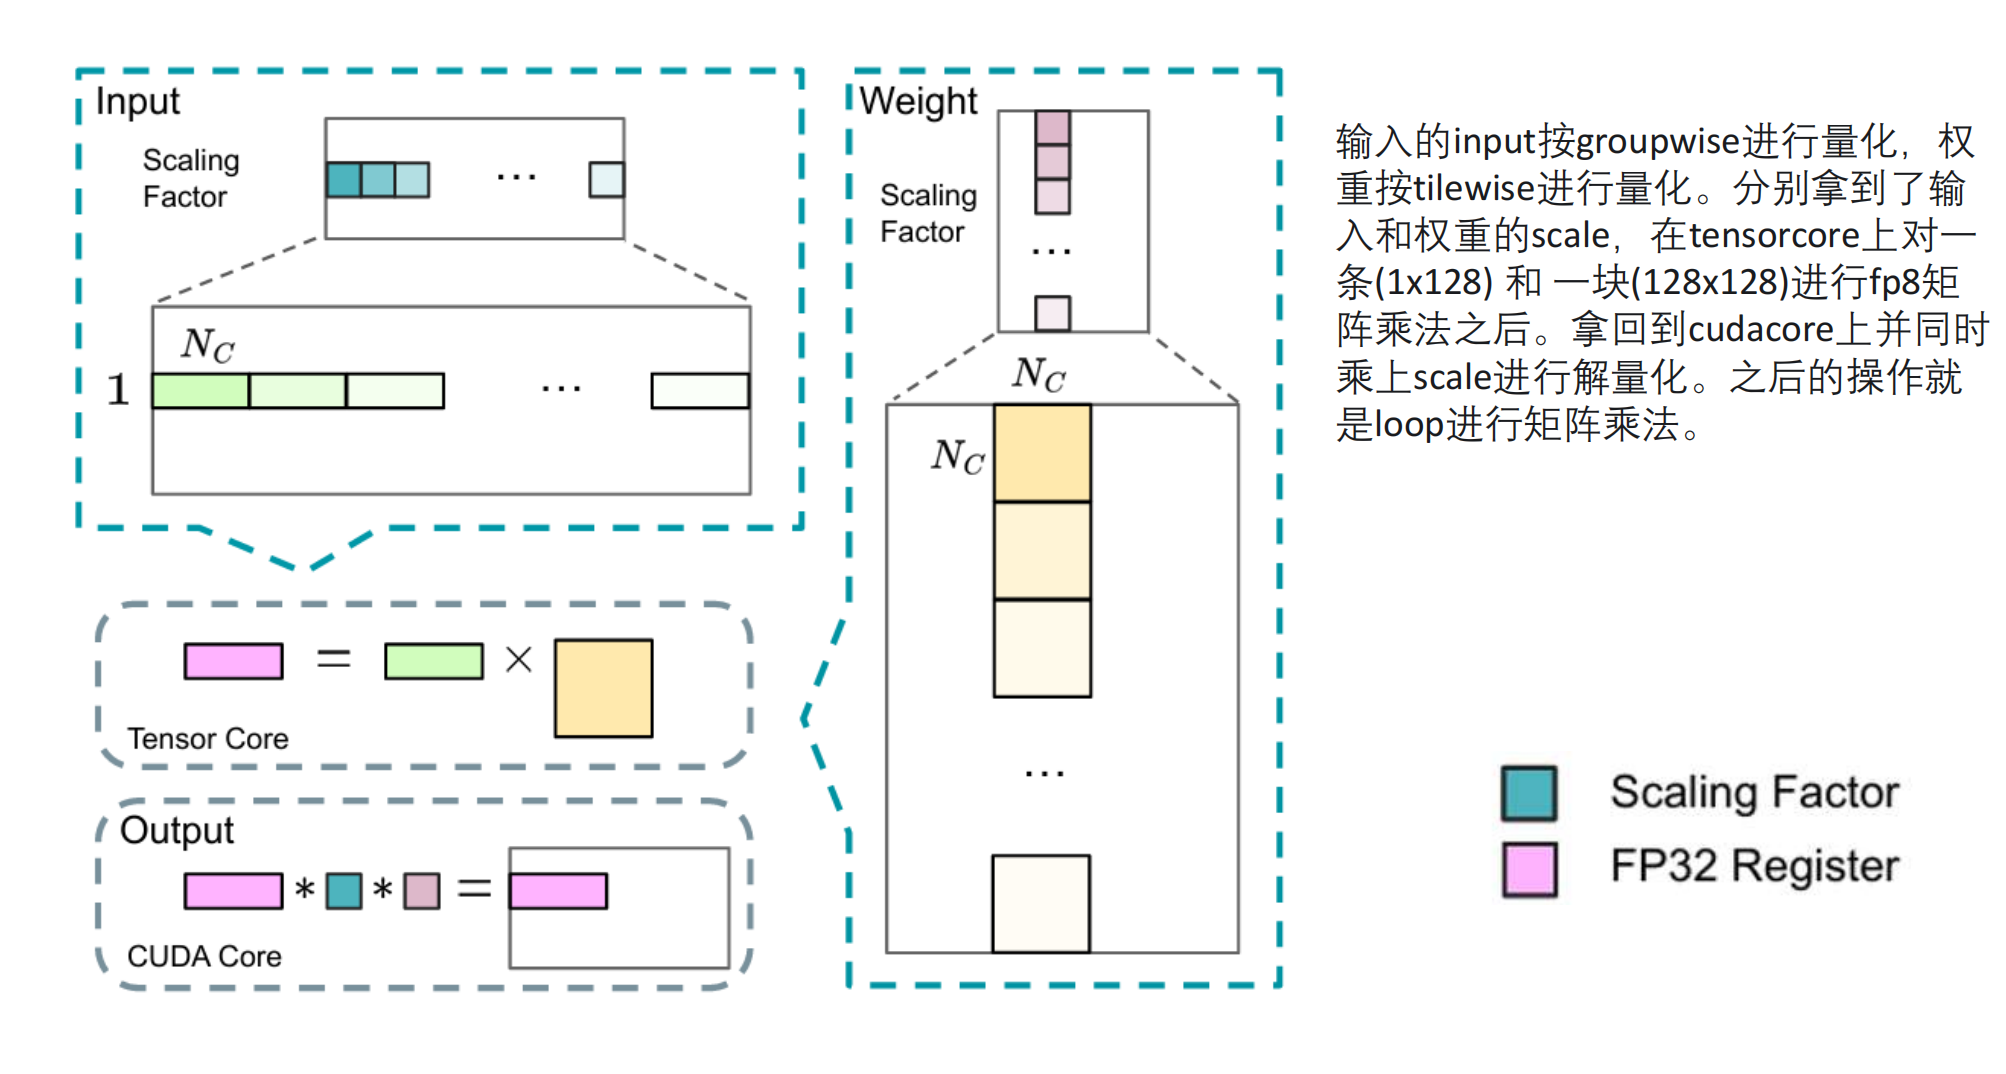 Input
Scaling
Factor
...
N_C
1
...
Weight
Scaling
Factor
...
N_C
N_C
...
= ×
Tensor Core
Output
* * =
CUDA Core
输入的input按groupwise进行量化，权
重按tilewise进行量化。分别拿到了输
入和权重的scale，在tensorcore上对一
条(1x128) 和 一块(128x128)进行fp8矩
阵乘法之后。拿回到cudacore上并同时
乘上scale进行解量化。之后的操作就
是loop进行矩阵乘法。
Scaling Factor
FP32 Register